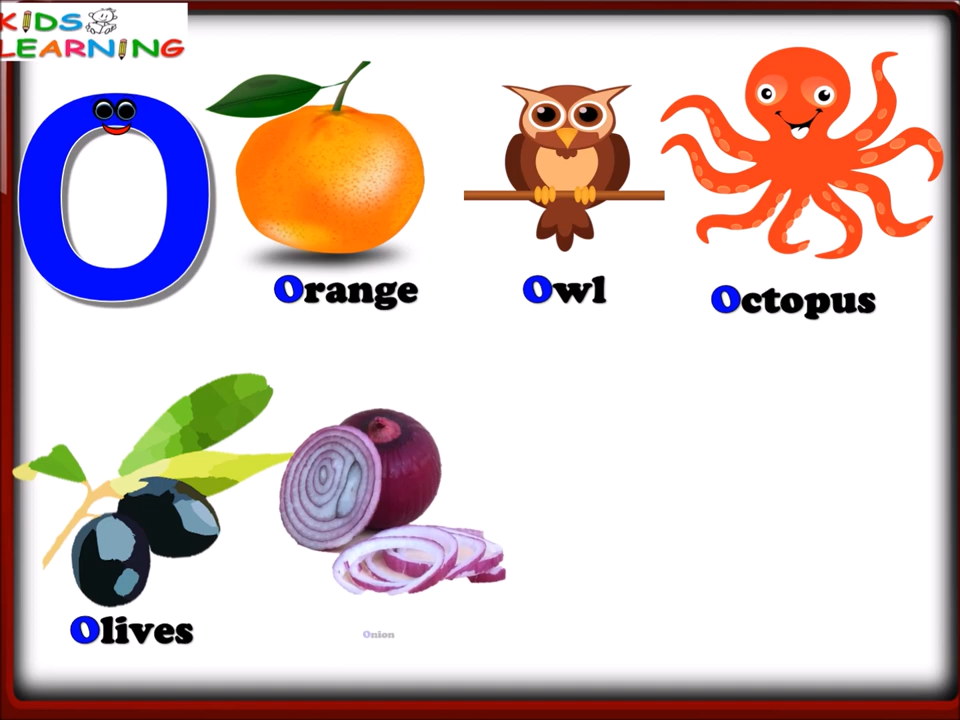 KIDS
LEARNING
O
Orange
Owl
Octopus
Olives
Onion